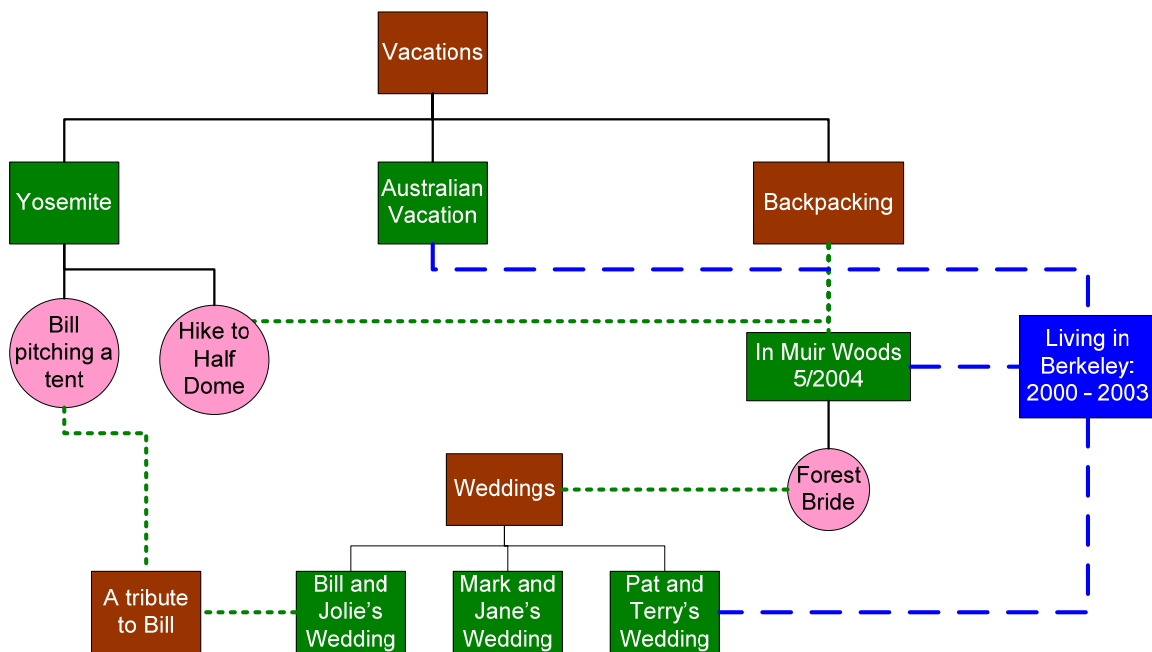 Vacations
Yosemite
Australian
Vacation
Backpacking
Bill
pitching a
tent
Hike to
Half
Dome
In Muir Woods
5/2004
Living in
Berkeley:
2000 – 2003
Weddings
Forest
Bride
A tribute
to Bill
Bill and
Jolie's
Wedding
Mark and
Jane's
Wedding
Pat and
Terry's
Wedding